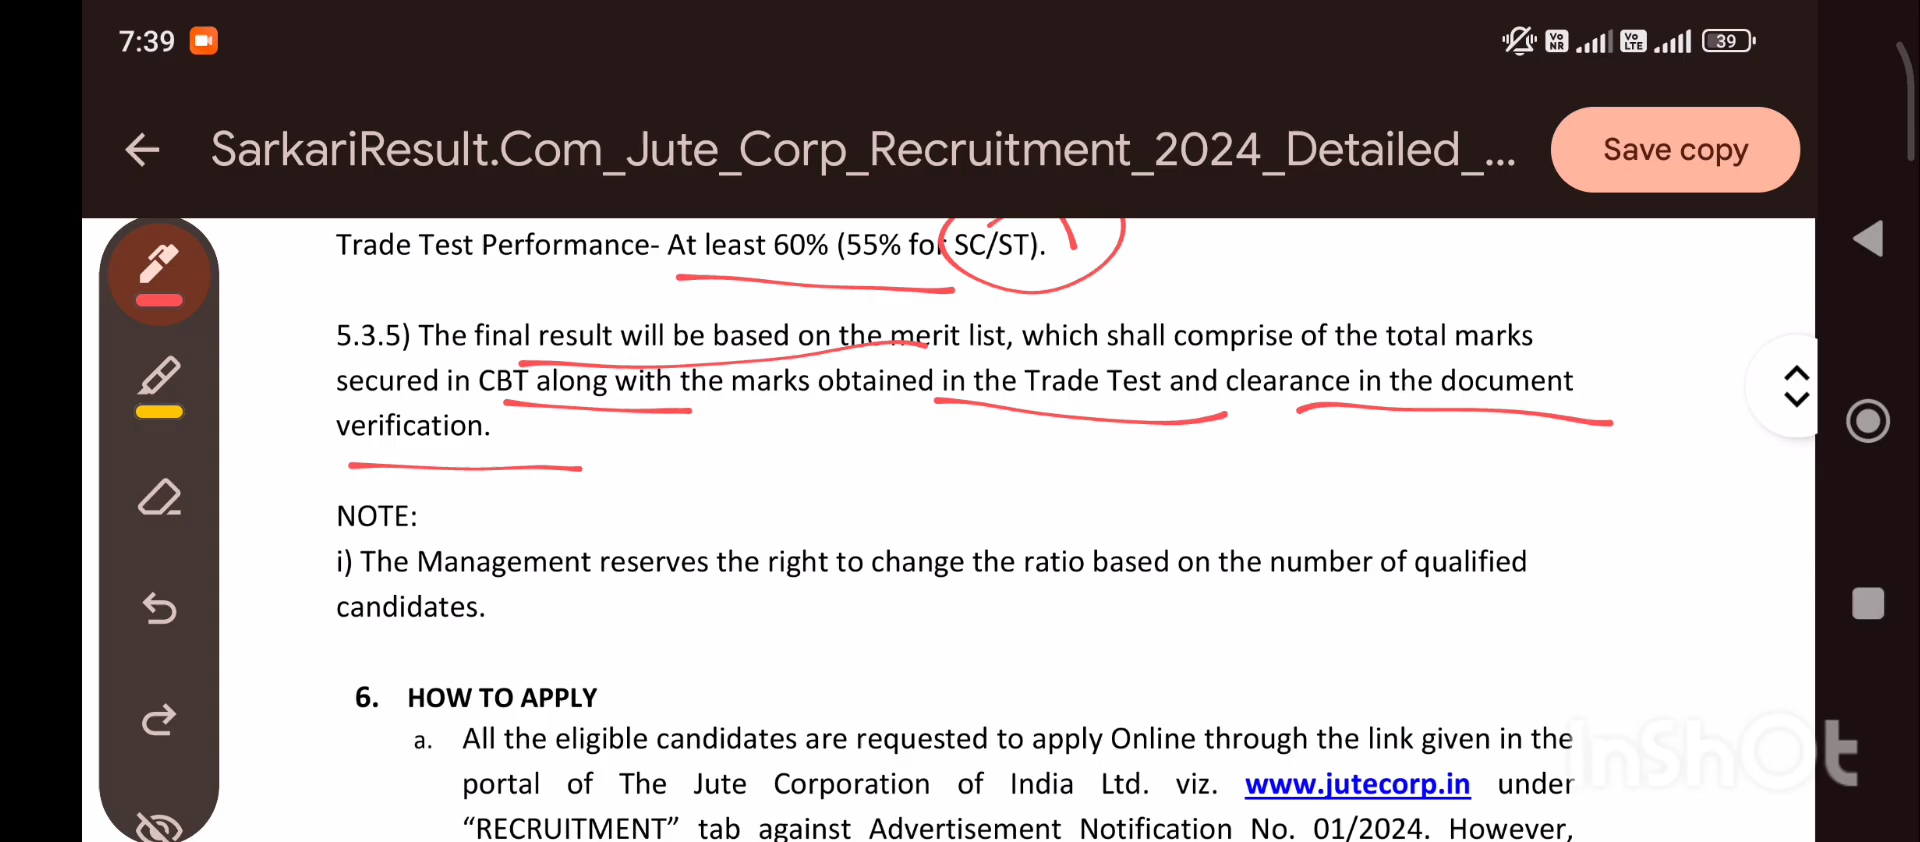 7:39
Vo NR Vo LTE 39
SarkariResult.Com_Jute_Corp_Recruitment_2024_Detailed_...
Save copy
Trade Test Performance- At least 60% (55% for SC/ST).
5.3.5) The final result will be based on the merit list, which shall comprise of the total marks
secured in CBT along with the marks obtained in the Trade Test and clearance in the document
verification.
NOTE:
i) The Management reserves the right to change the ratio based on the number of qualified
candidates.
6. HOW TO APPLY
a. All the eligible candidates are requested to apply Online through the link given in the
portal of The Jute Corporation of India Ltd. viz. www.jutecorp.in under
“RECRUITMENT” tab against Advertisement Notification No. 01/2024. However,
InShOt